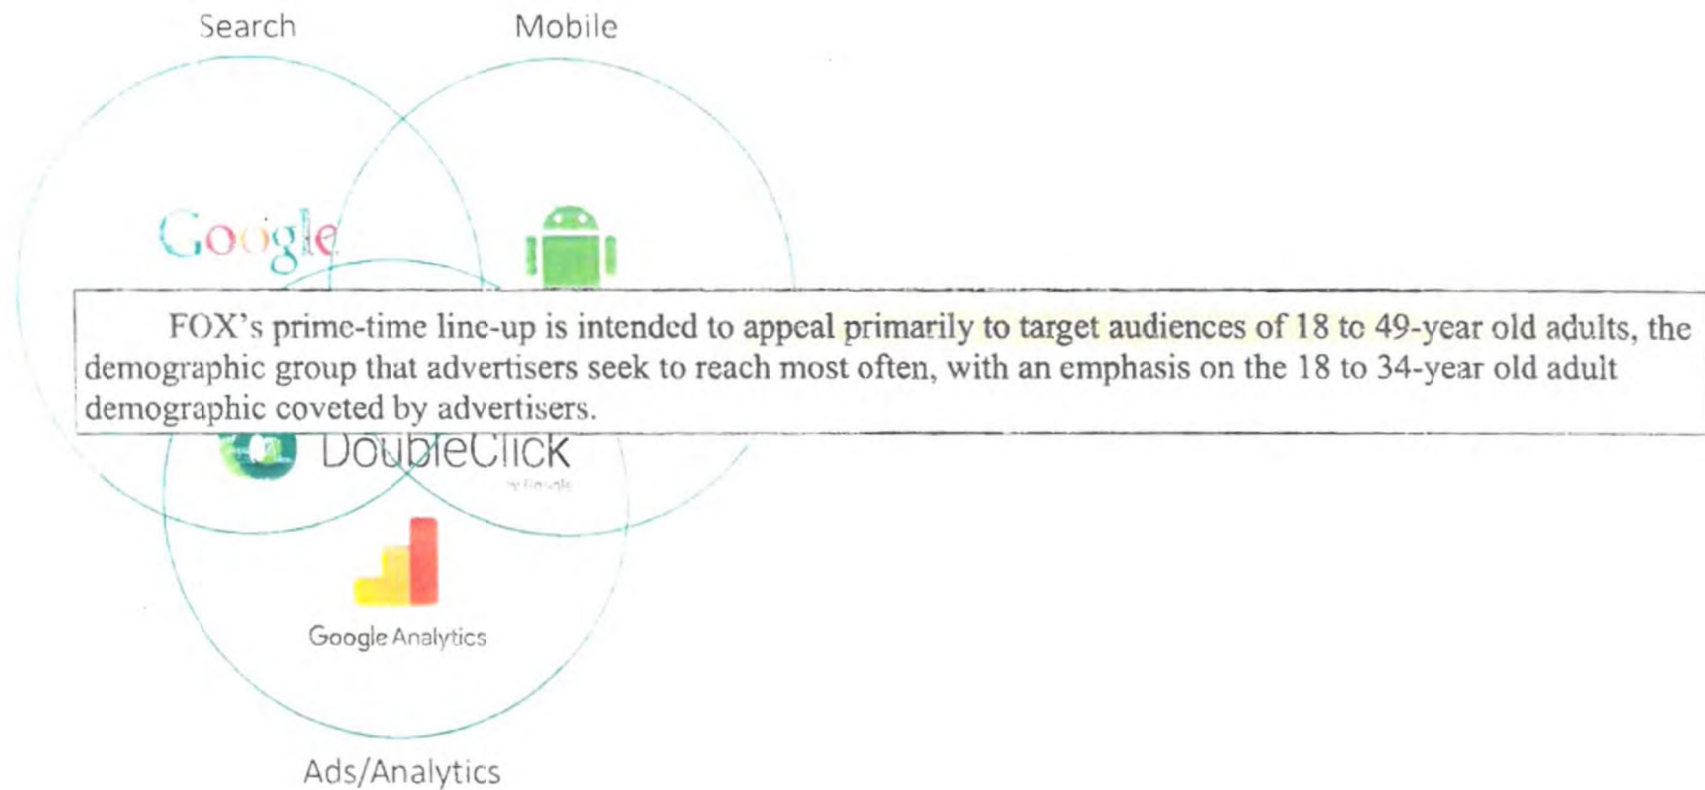 Search
Mobile
Google
FOX's prime-time line-up is intended to appeal primarily to target audiences of 18 to 49-year old adults, the
demographic group that advertisers seek to reach most often, with an emphasis on the 18 to 34-year old adult
demographic coveted by advertisers.
DoubleClick
by Google
Google Analytics
Ads/Analytics